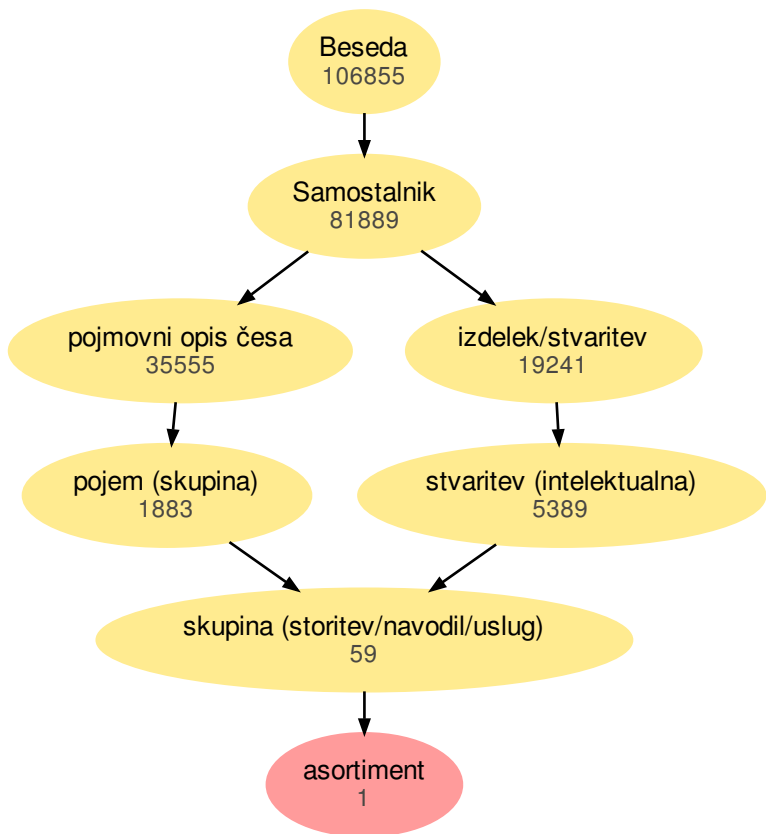 Beseda
106855
Samostalnik
81889
pojmovni opis česa
35555
izdelek/stvaritev
19241
pojem (skupina)
1883
stvaritev (intelektualna)
5389
skupina (storitev/navodil/uslug)
59
asortiment
1